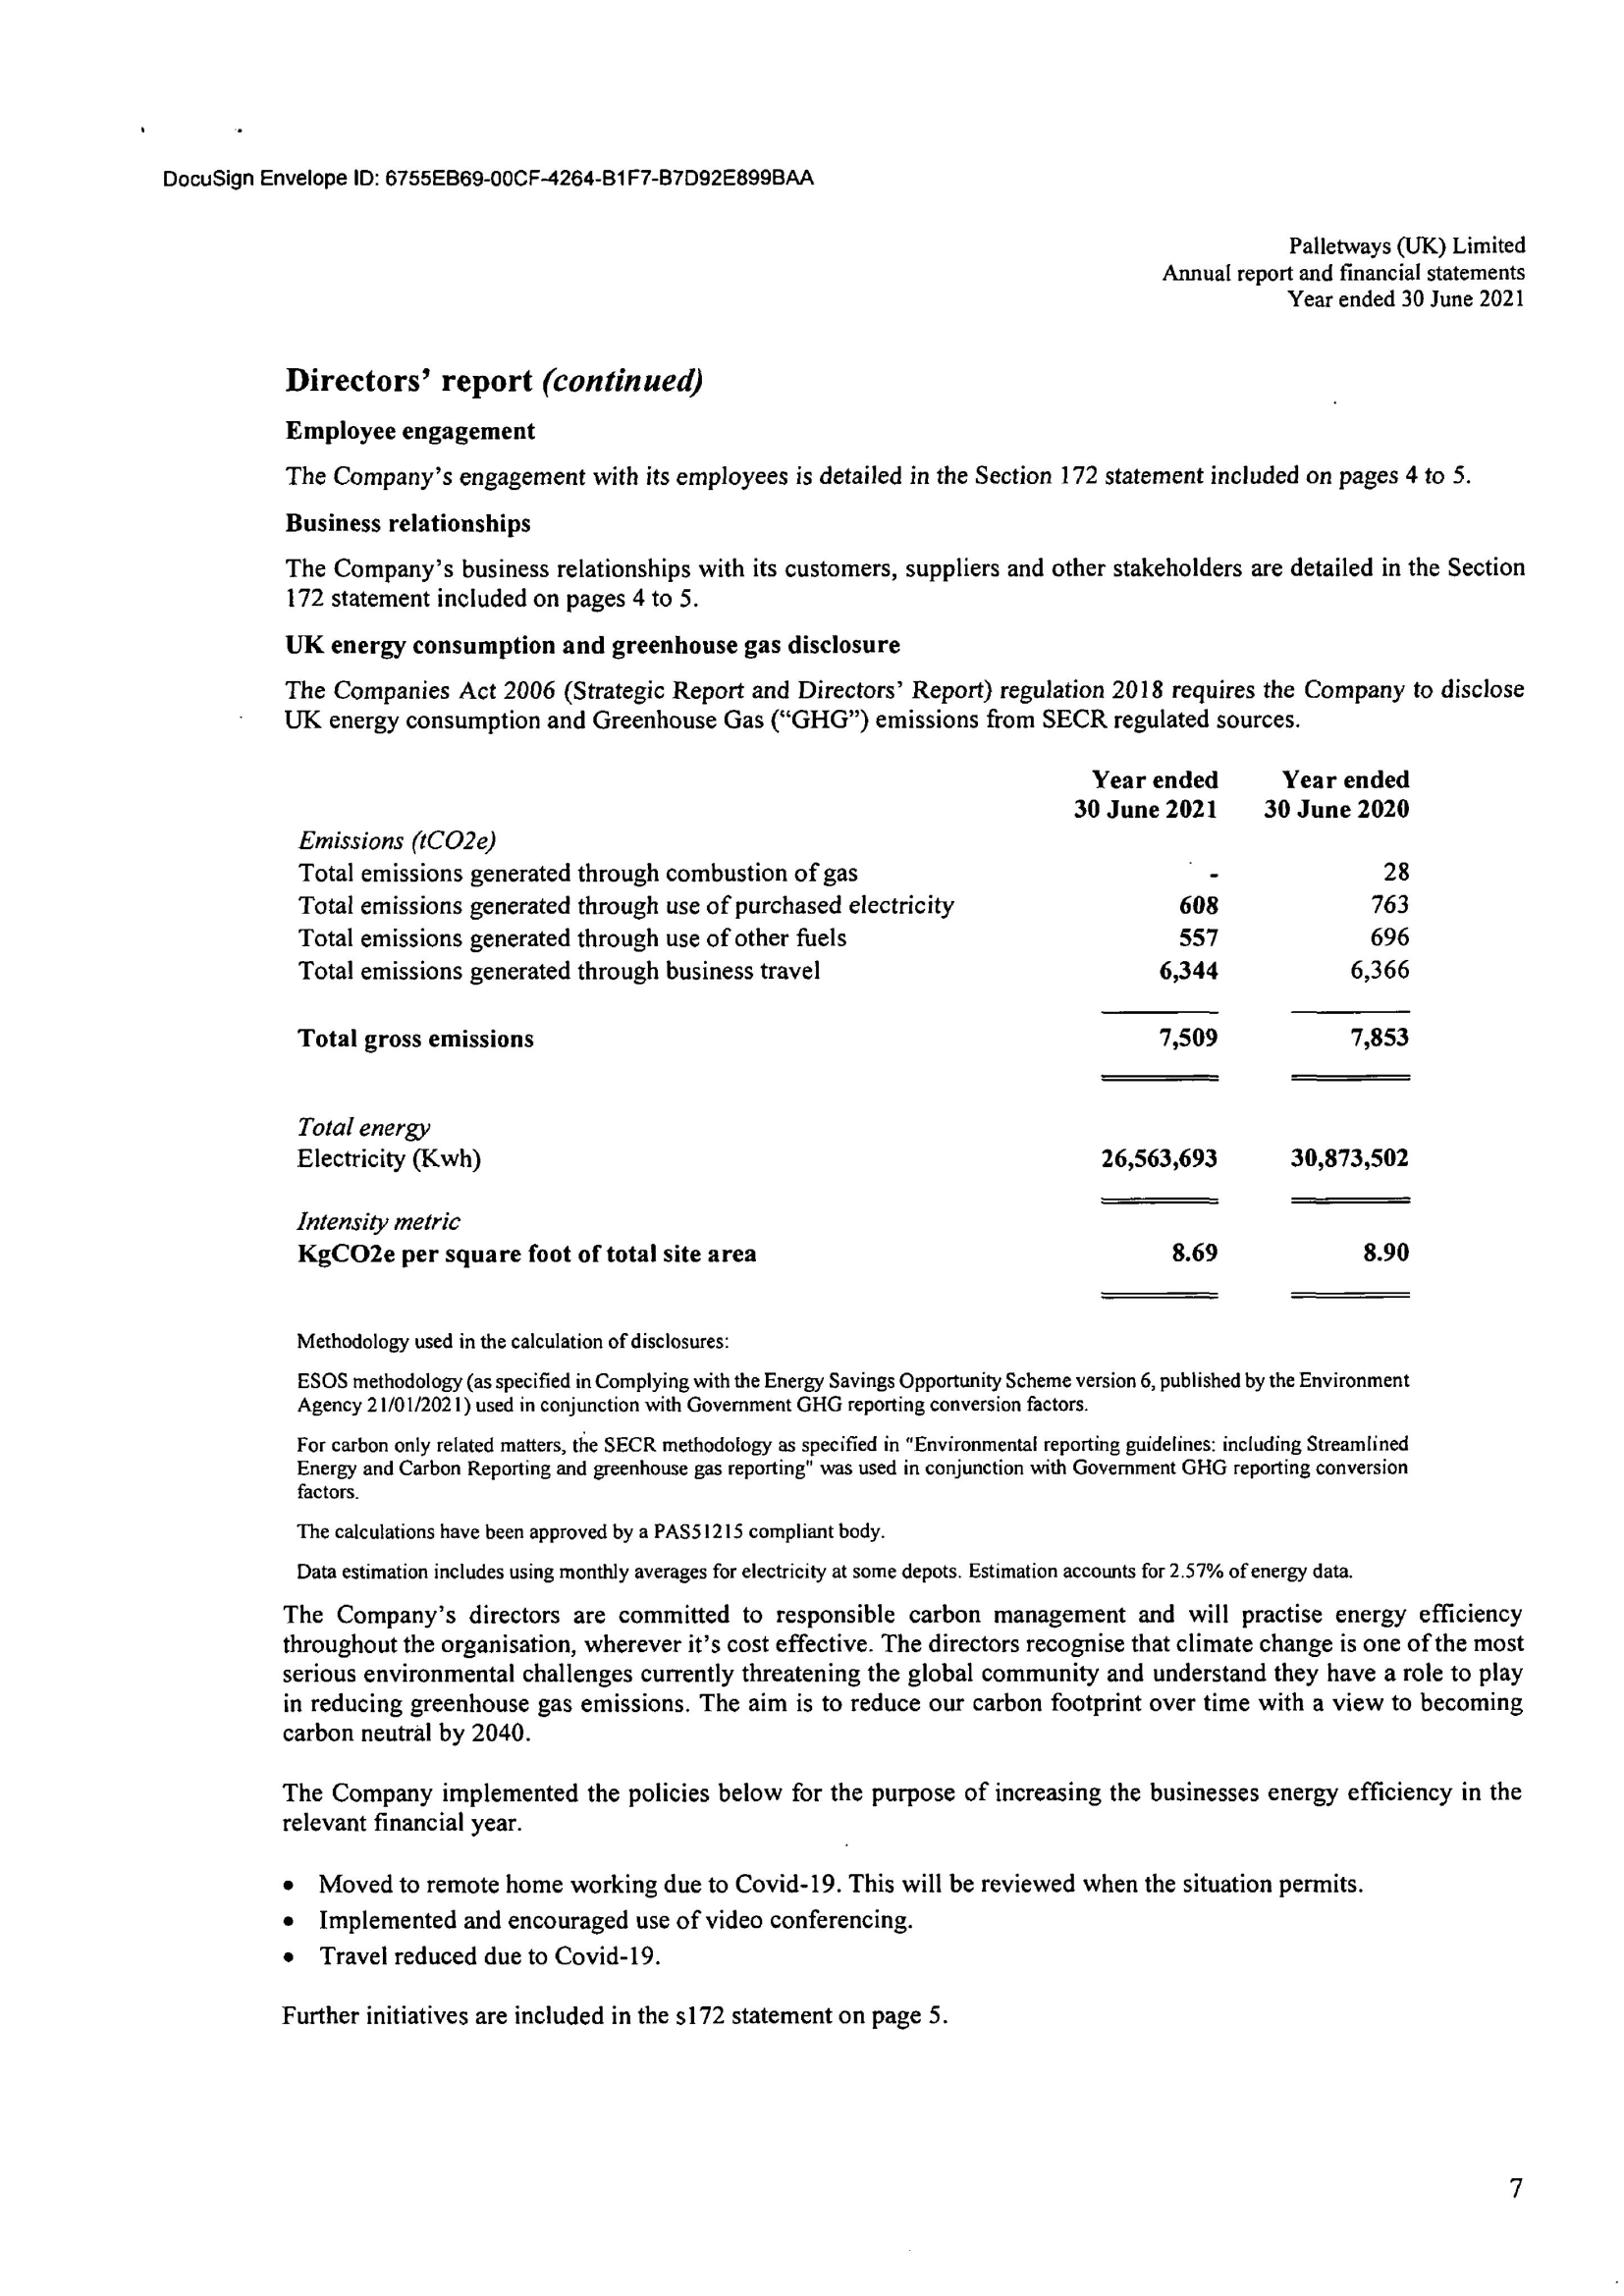 DocuSign Envelope ID: 6755EB69-00CF-4264-B1F7-B7D92E899BAA
Palletways (UK) Limited
Annual report and financial statements
Year ended 30 June 2021
Directors' report (continued)
Employee engagement
The Company's engagement with its employees is detailed in the Section 172 statement included on pages 4 to 5.
Business relationships
The Company's business relationships with its customers, suppliers and other stakeholders are detailed in the Section
172 statement included on pages 4 to 5.
UK energy consumption and greenhouse gas disclosure
The Companies Act 2006 (Strategic Report and Directors' Report) regulation 2018 requires the Company to disclose
UK energy consumption and Greenhouse Gas ("GHG") emissions from SECR regulated sources.
Year ended Year ended
30 June 2021 30 June 2020
Emissions (tCO2e)
Total emissions generated through combustion of gas - 28
Total emissions generated through use of purchased electricity 608 763
Total emissions generated through use of other fuels 557 696
Total emissions generated through business travel 6,344 6,366
Total gross emissions 7,509 7,853
Total energy
Electricity (Kwh) 26,563,693 30,873,502
Intensity metric
KgCO2e per square foot of total site area 8.69 8.90
Methodology used in the calculation of disclosures:
ESOS methodology (as specified in Complying with the Energy Savings Opportunity Scheme version 6, published by the Environment
Agency 21/01/2021) used in conjunction with Government GHG reporting conversion factors.
For carbon only related matters, the SECR methodology as specified in "Environmental reporting guidelines: including Streamlined
Energy and Carbon Reporting and greenhouse gas reporting" was used in conjunction with Government GHG reporting conversion
factors.
The calculations have been approved by a PAS51215 compliant body.
Data estimation includes using monthly averages for electricity at some depots. Estimation accounts for 2.57% of energy data.
The Company's directors are committed to responsible carbon management and will practise energy efficiency
throughout the organisation, wherever it's cost effective. The directors recognise that climate change is one of the most
serious environmental challenges currently threatening the global community and understand they have a role to play
in reducing greenhouse gas emissions. The aim is to reduce our carbon footprint over time with a view to becoming
carbon neutral by 2040.
The Company implemented the policies below for the purpose of increasing the businesses energy efficiency in the
relevant financial year.
• Moved to remote home working due to Covid-19. This will be reviewed when the situation permits.
• Implemented and encouraged use of video conferencing.
• Travel reduced due to Covid-19.
Further initiatives are included in the s172 statement on page 5.
7